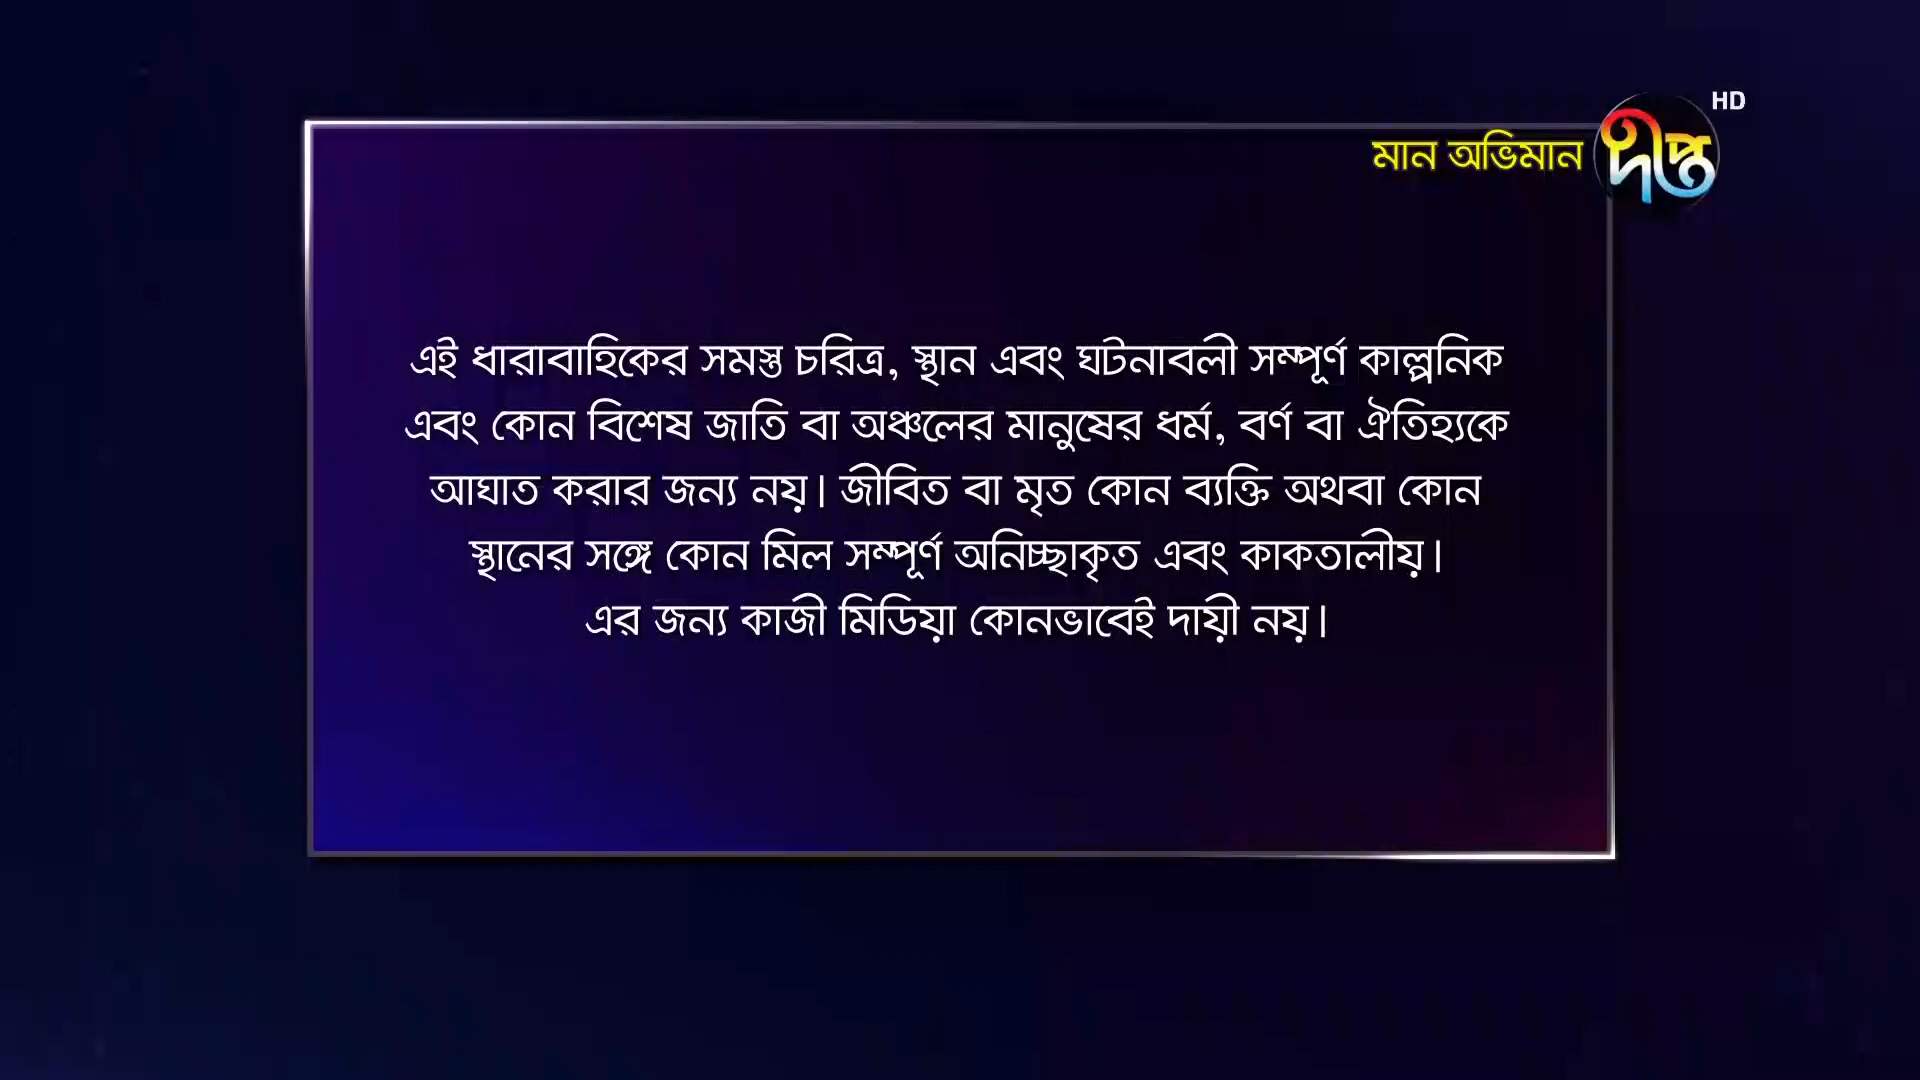 HD
মান অভিমান দীপ্ত
এই ধারাবাহিকের সমস্ত চরিত্র, স্থান এবং ঘটনাবলী সম্পূর্ণ কাল্পনিক
এবং কোন বিশেষ জাতি বা অঞ্চলের মানুষের ধর্ম, বর্ণ বা ঐতিহ্যকে
আঘাত করার জন্য নয়। জীবিত বা মৃত কোন ব্যক্তি অথবা কোন
স্থানের সঙ্গে কোন মিল সম্পূর্ণ অনিচ্ছাকৃত এবং কাকতালীয়।
এর জন্য কাজী মিডিয়া কোনভাবেই দায়ী নয়।